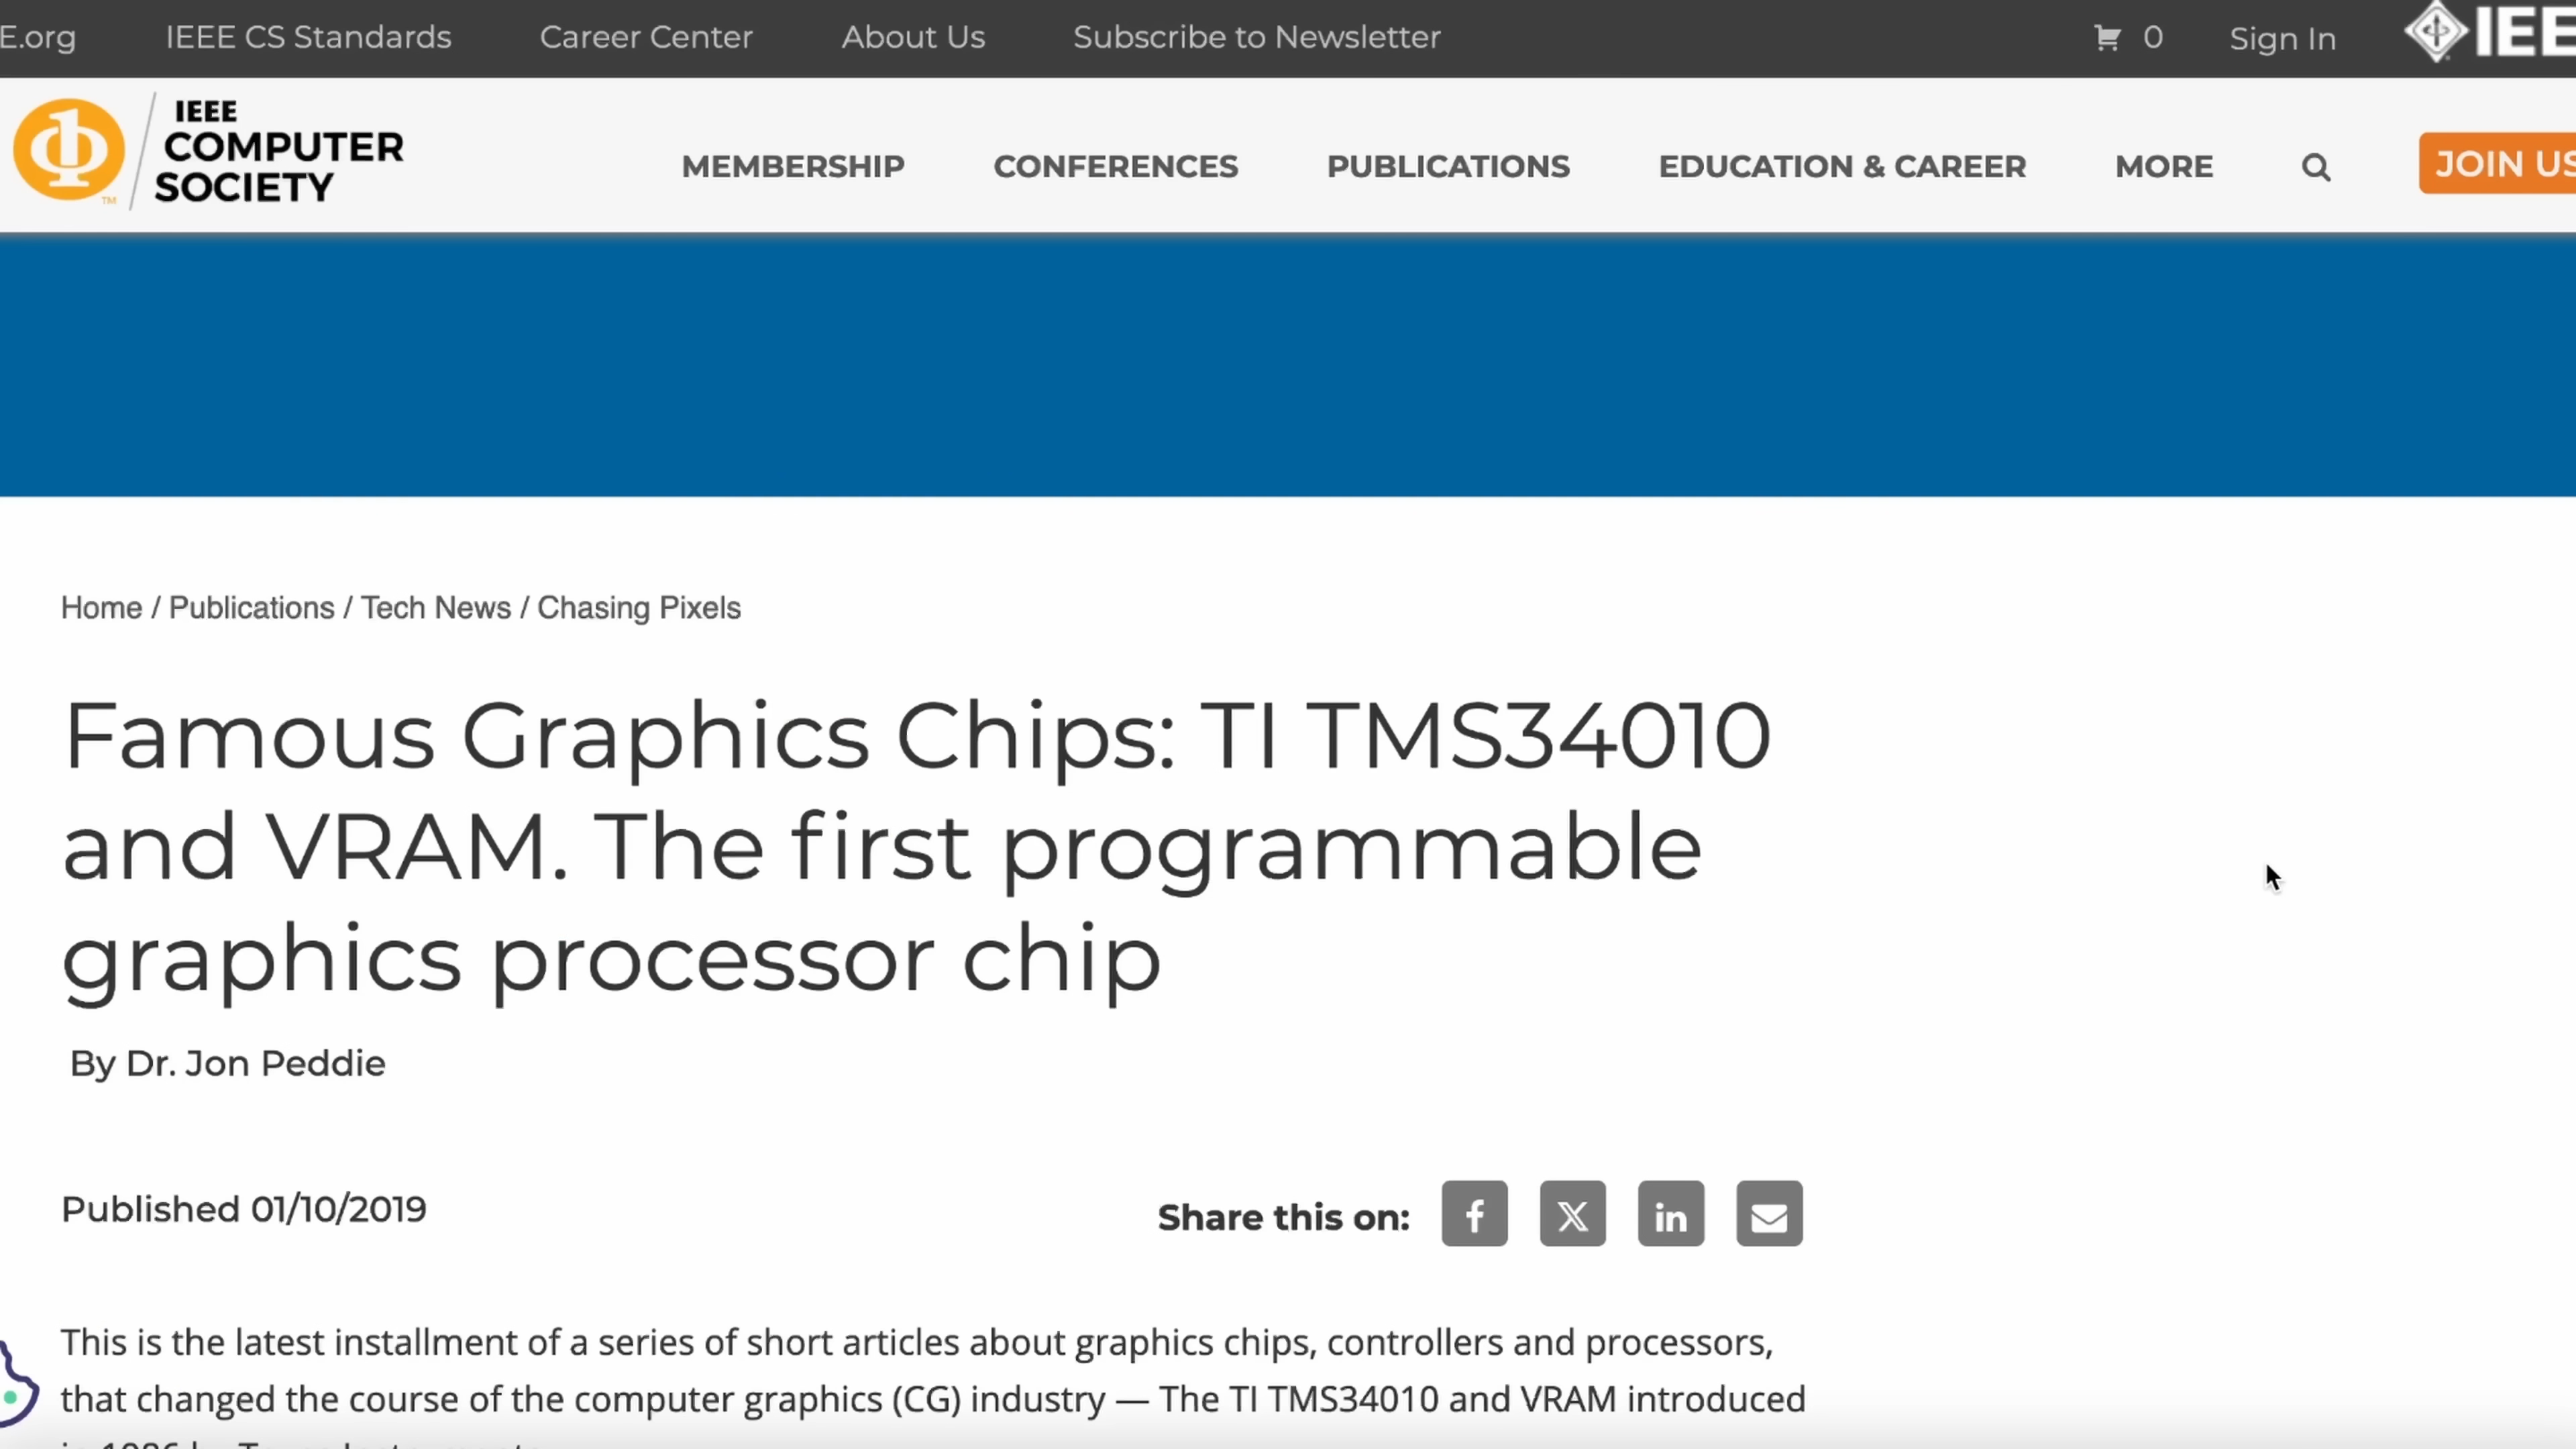 E.org IEEE CS Standards Career Center About Us Subscribe to Newsletter 0 Sign In IEE
IEEE
COMPUTER
SOCIETY
TM
MEMBERSHIP CONFERENCES PUBLICATIONS EDUCATION & CAREER MORE JOIN US
Home / Publications / Tech News / Chasing Pixels
Famous Graphics Chips: TI TMS34010
and VRAM. The first programmable
graphics processor chip
By Dr. Jon Peddie
Published 01/10/2019
Share this on:
This is the latest installment of a series of short articles about graphics chips, controllers and processors,
that changed the course of the computer graphics (CG) industry — The TI TMS34010 and VRAM introduced